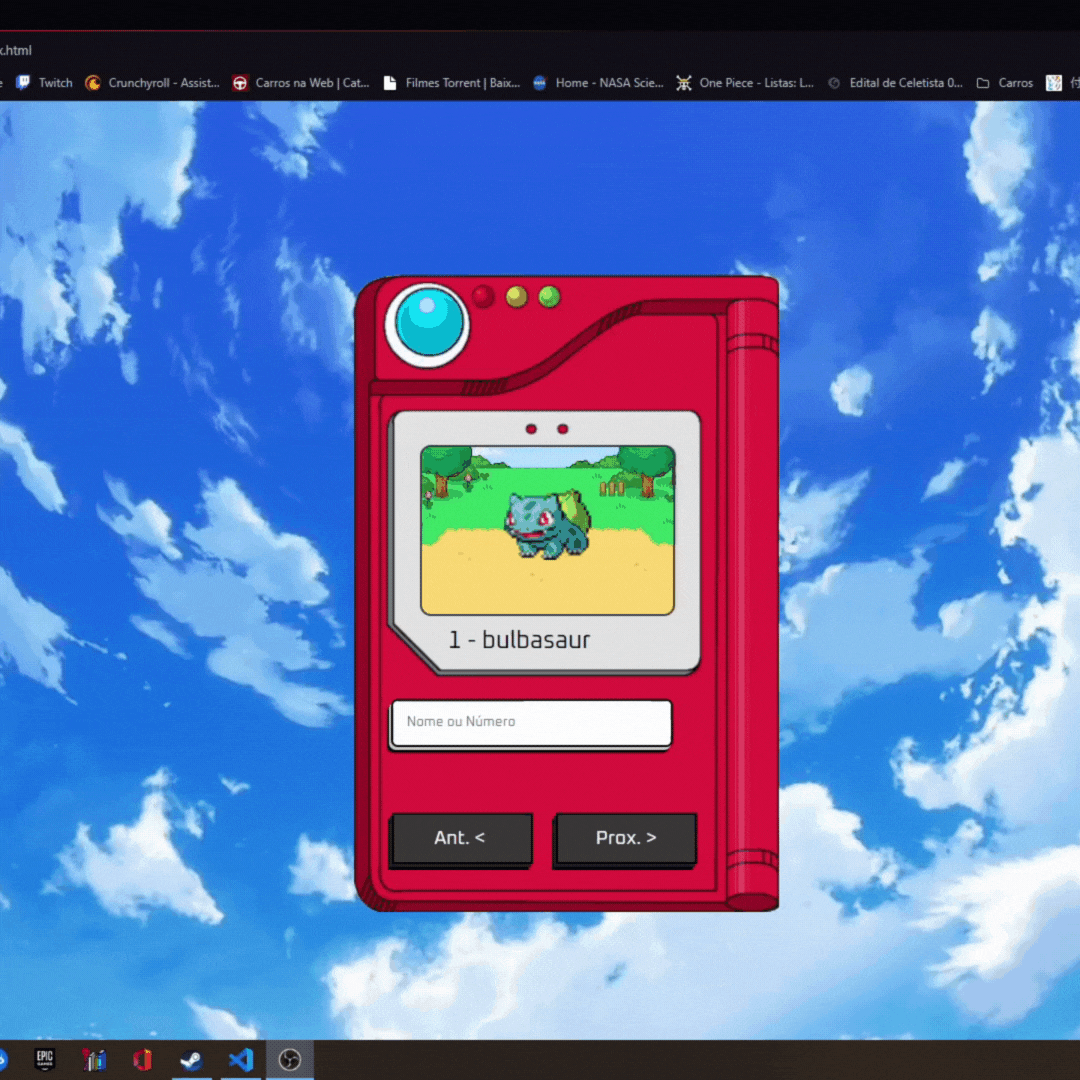 x.html
e Twitch Crunchyroll - Assist... Carros na Web | Cat... Filmes Torrent | Baix... Home - NASA Scie... One Piece - Listas: L... Edital de Celetista 0... Carros 付
1 - bulbasaur
Nome ou Número
Ant. < Prox. >
EPIC
GAMES